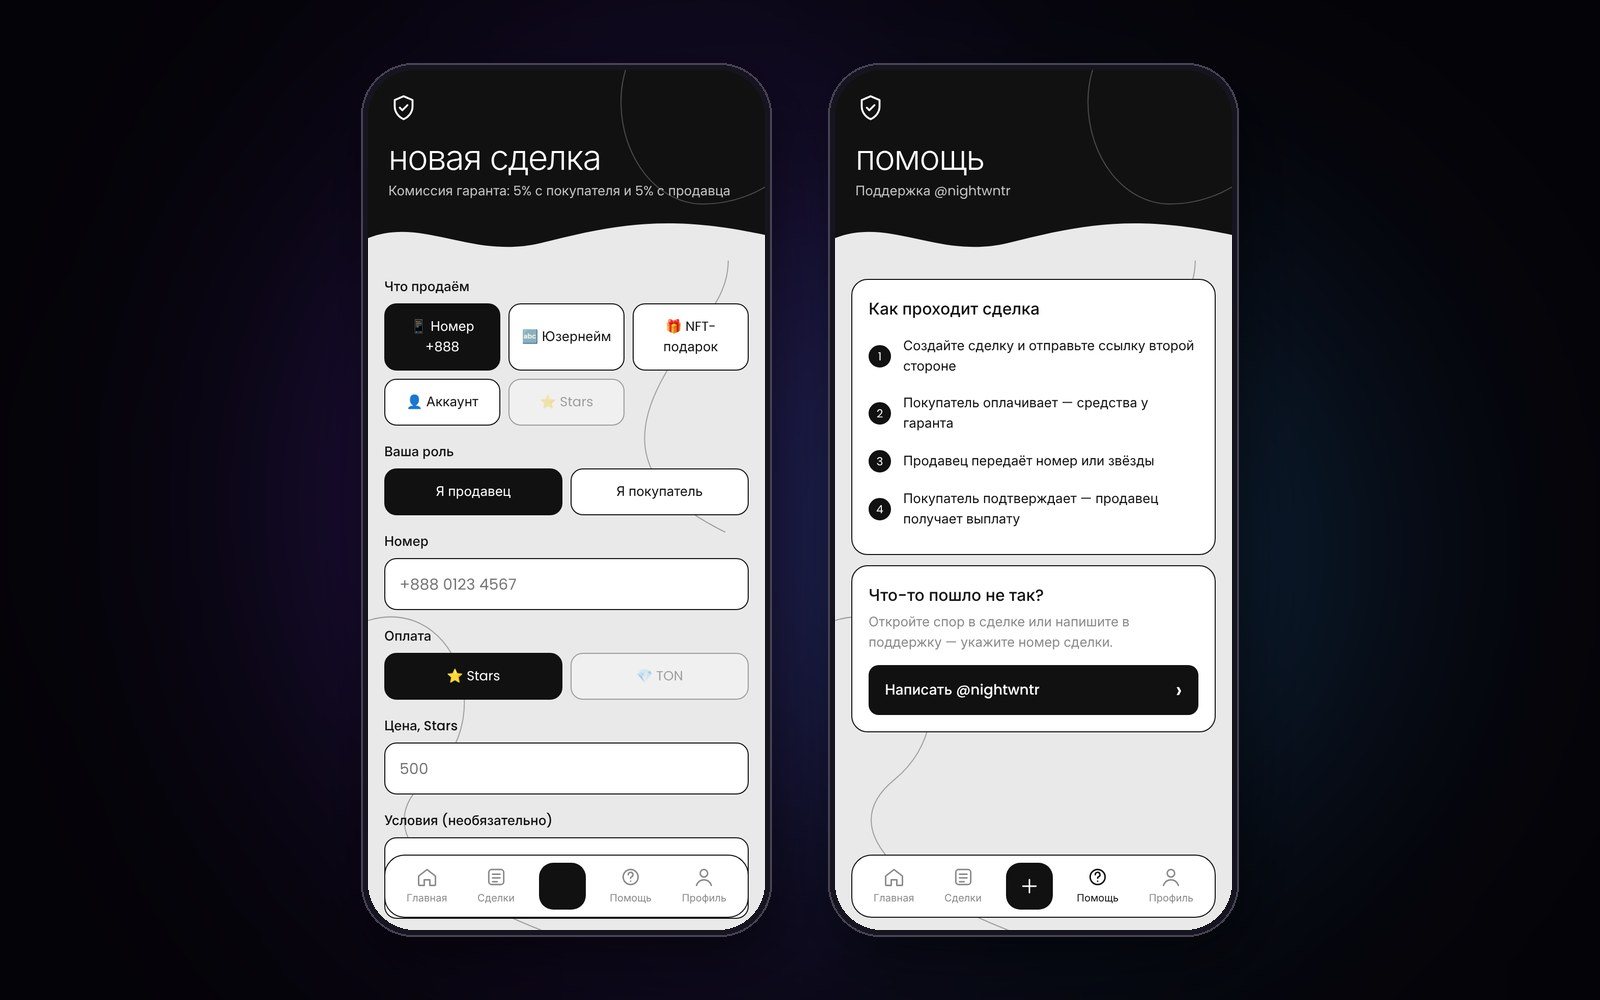 новая сделка
Комиссия гаранта: 5% с покупателя и 5% с продавца
Что продаём
📱 Номер
+888
🔤 Юзернейм
🎁 NFT-
подарок
👤 Аккаунт
⭐ Stars
Ваша роль
Я продавец
Я покупатель
Номер
+888 0123 4567
Оплата
⭐ Stars
💎 TON
Цена, Stars
500
Условия (необязательно)
Главная
Сделки
Помощь
Профиль
помощь
Поддержка @nightwntr
Как проходит сделка
1
Создайте сделку и отправьте ссылку второй
стороне
2
Покупатель оплачивает — средства у
гаранта
3
Продавец передаёт номер или звёзды
4
Покупатель подтверждает — продавец
получает выплату
Что-то пошло не так?
Откройте спор в сделке или напишите в
поддержку — укажите номер сделки.
Написать @nightwntr ›
Главная
Сделки
+
Помощь
Профиль